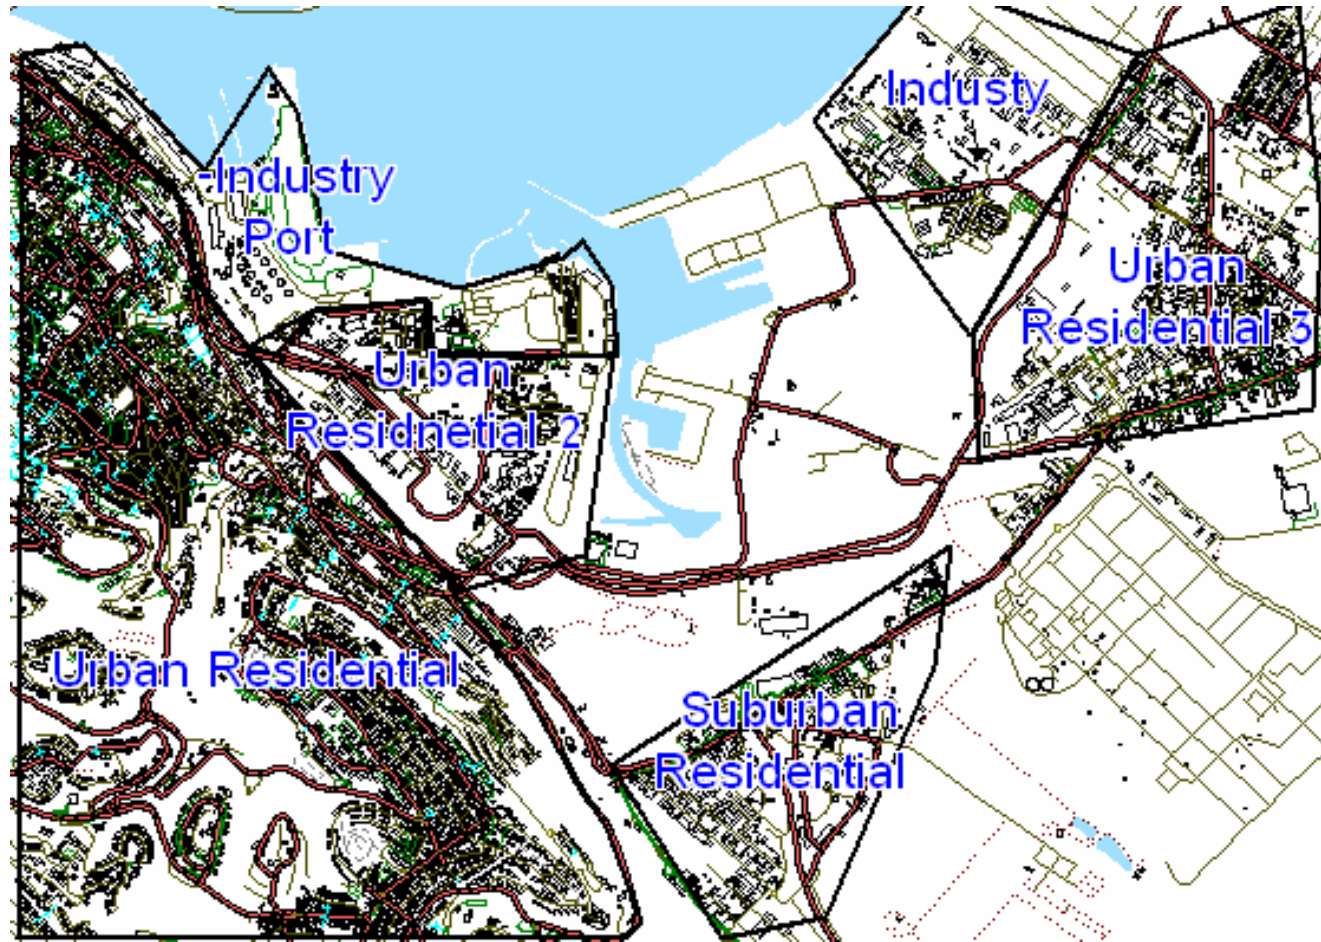 Industy
-Industry
Port
Urban
Residential 3
Urban
Residnetial 2
Urban Residential
Suburban
Residential